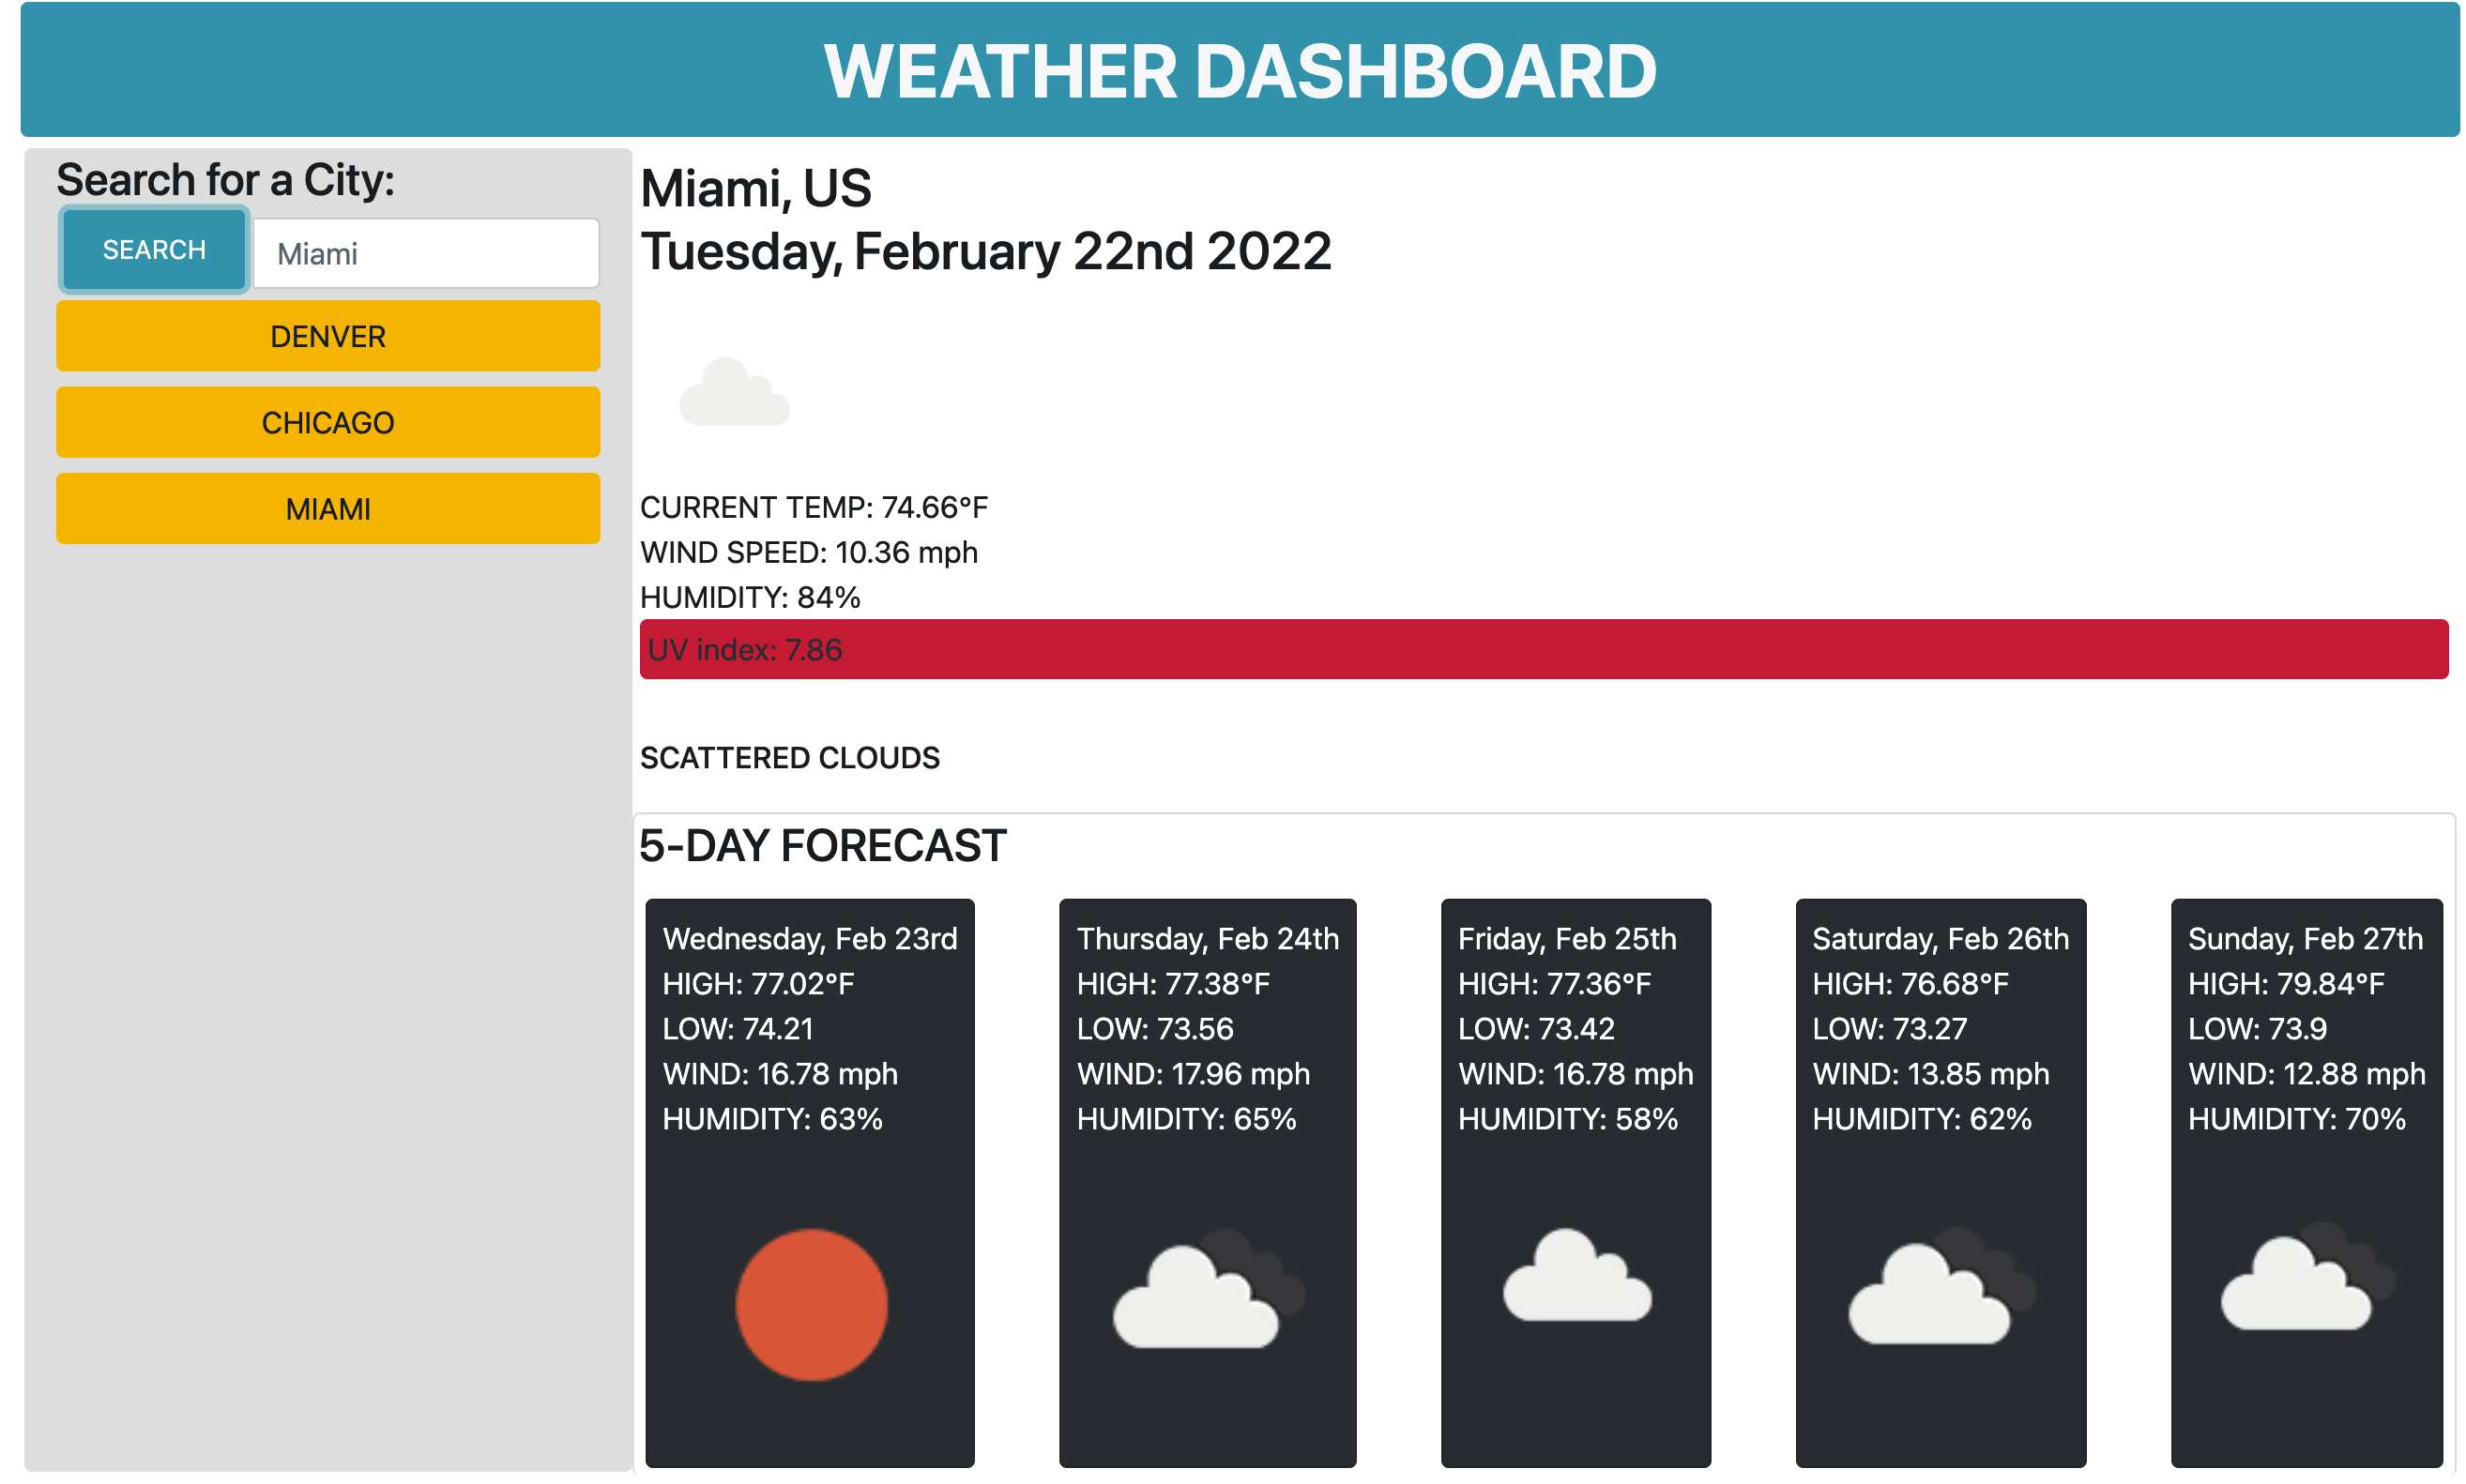 WEATHER DASHBOARD
Search for a City:
SEARCH
Miami
DENVER
CHICAGO
MIAMI
Miami, US
Tuesday, February 22nd 2022
CURRENT TEMP: 74.66°F
WIND SPEED: 10.36 mph
HUMIDITY: 84%
UV index: 7.86
SCATTERED CLOUDS
5-DAY FORECAST
Wednesday, Feb 23rd
HIGH: 77.02°F
LOW: 74.21
WIND: 16.78 mph
HUMIDITY: 63%
Thursday, Feb 24th
HIGH: 77.38°F
LOW: 73.56
WIND: 17.96 mph
HUMIDITY: 65%
Friday, Feb 25th
HIGH: 77.36°F
LOW: 73.42
WIND: 16.78 mph
HUMIDITY: 58%
Saturday, Feb 26th
HIGH: 76.68°F
LOW: 73.27
WIND: 13.85 mph
HUMIDITY: 62%
Sunday, Feb 27th
HIGH: 79.84°F
LOW: 73.9
WIND: 12.88 mph
HUMIDITY: 70%